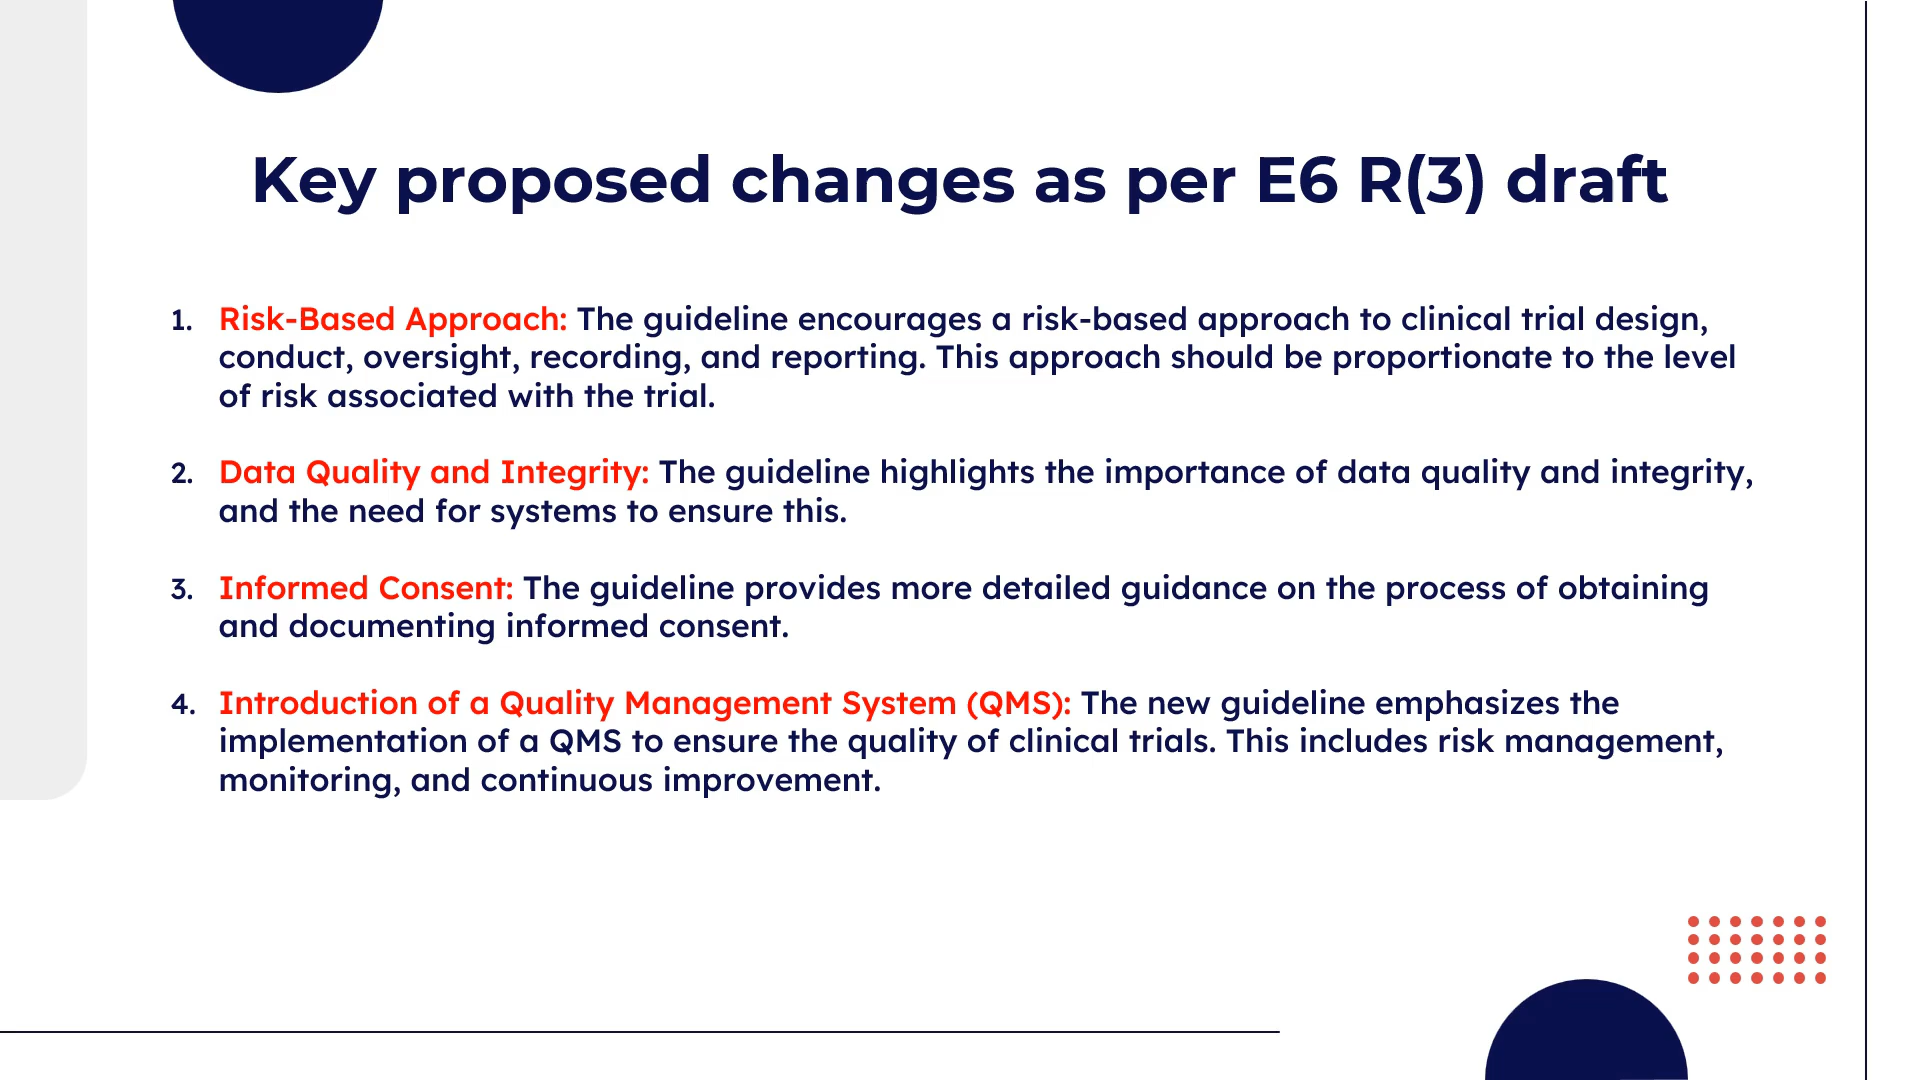 Key proposed changes as per E6 R(3) draft
1. Risk-Based Approach: The guideline encourages a risk-based approach to clinical trial design,
conduct, oversight, recording, and reporting. This approach should be proportionate to the level
of risk associated with the trial.
2. Data Quality and Integrity: The guideline highlights the importance of data quality and integrity,
and the need for systems to ensure this.
3. Informed Consent: The guideline provides more detailed guidance on the process of obtaining
and documenting informed consent.
4. Introduction of a Quality Management System (QMS): The new guideline emphasizes the
implementation of a QMS to ensure the quality of clinical trials. This includes risk management,
monitoring, and continuous improvement.